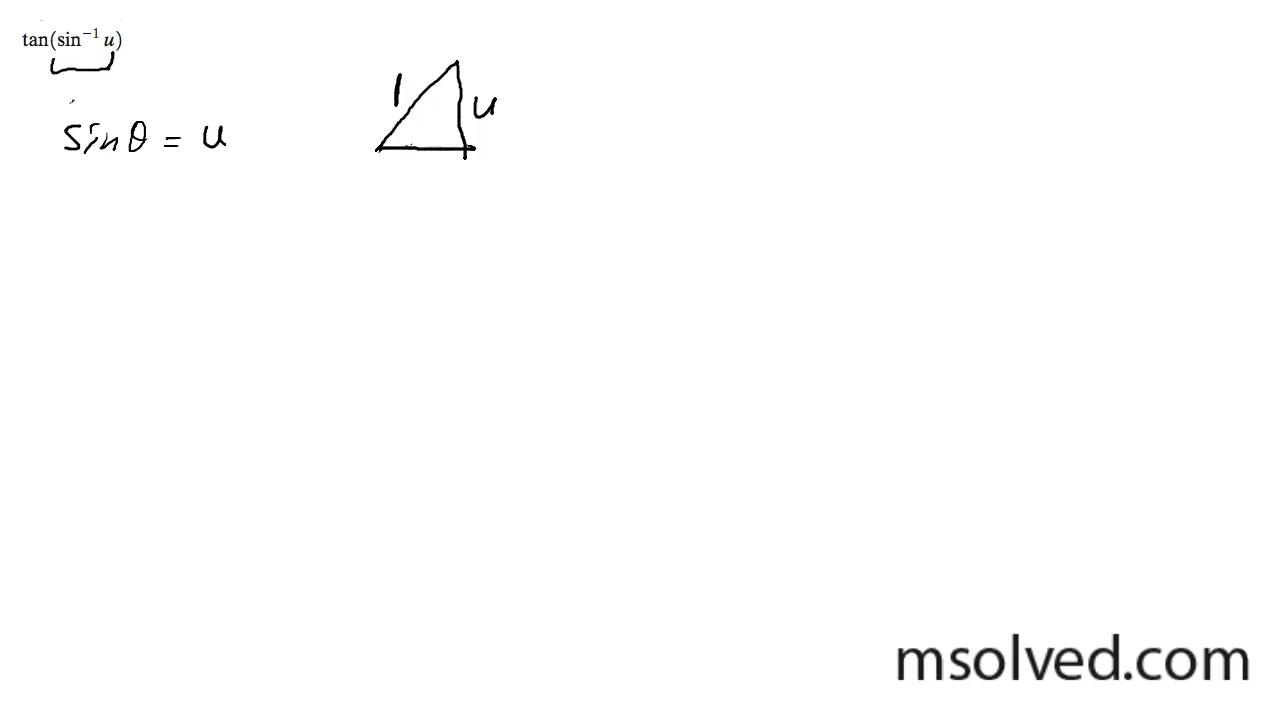 tan(sin⁻¹ u)
sinθ = u
1
u
msolved.com